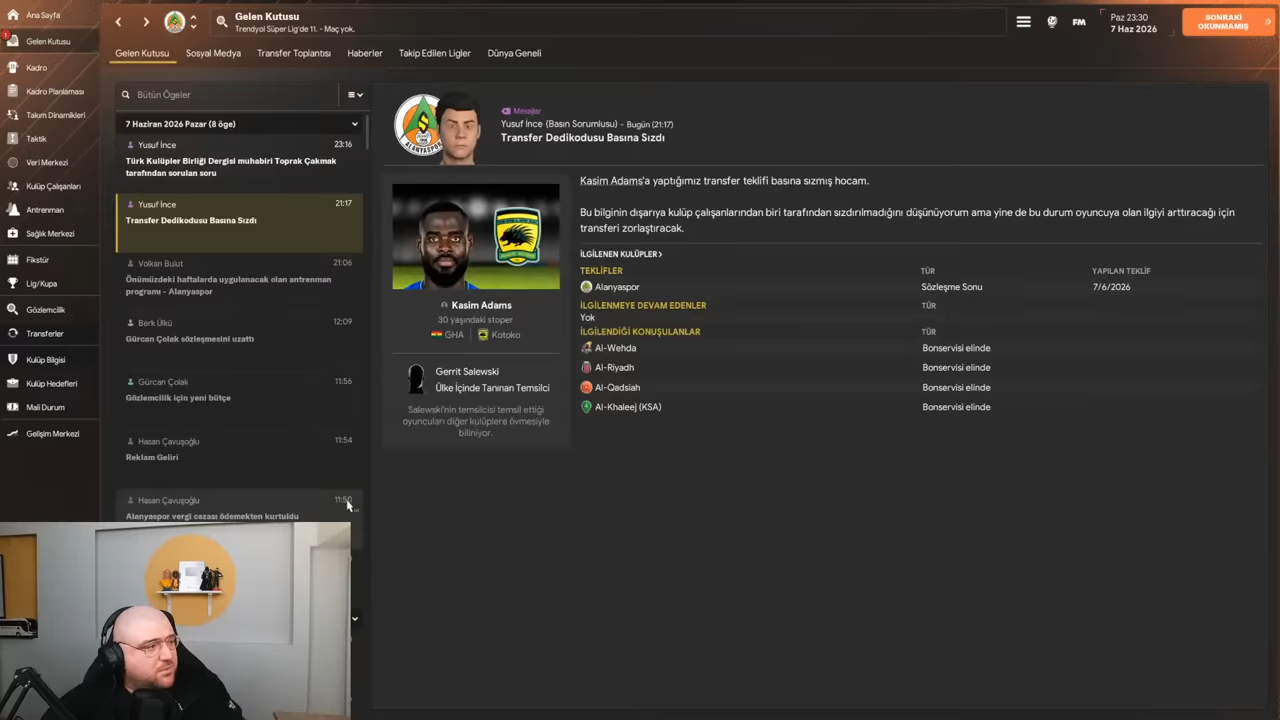 Ana Sayfa
1
Gelen Kutusu
Kadro
Kadro Planlaması
Takım Dinamikleri
Taktik
Veri Merkezi
Kulüp Çalışanları
Antrenman
Sağlık Merkezi
Fikstür
Lig/Kupa
Gözlemcilik
Transferler
Kulüp Bilgisi
Kulüp Hedefleri
Mali Durum
Gelişim Merkezi
Gelen Kutusu
Trendyol Süper Lig'de 11. - Maç yok.
FM
Paz 23:30
7 Haz 2026
SONRAKİ
OKUNMAMIŞ
Gelen Kutusu
Sosyal Medya
Transfer Toplantısı
Haberler
Takip Edilen Ligler
Dünya Geneli
Bütün Ögeler
7 Haziran 2026 Pazar (8 öge)
Yusuf İnce 23:16
Türk Kulüpler Birliği Dergisi muhabiri Toprak Çakmak
tarafından sorulan soru
Yusuf İnce 21:17
Transfer Dedikodusu Basına Sızdı
Volkan Bulut 21:06
Önümüzdeki haftalarda uygulanacak olan antrenman
programı - Alanyaspor
Berk Ülkü 12:09
Gürcan Çolak sözleşmesini uzattı
Gürcan Çolak 11:56
Gözlemcilik için yeni bütçe
Hasan Çavuşoğlu 11:54
Reklam Geliri
Hasan Çavuşoğlu 11:50
Alanyaspor vergi cezası ödemekten kurtuldu
ALANYASPOR
Mesajlar
Yusuf İnce (Basın Sorumlusu) - Bugün (21:17)
Transfer Dedikodusu Basına Sızdı
Kasim Adams
30 yaşındaki stoper
GHA
Kotoko
Gerrit Salewski
Ülke İçinde Tanınan Temsilci
Salewski'nin temsilcisi temsil ettiği
oyuncuları diğer kulüplere övmesiyle
biliniyor.
Kasim Adams'a yaptığımız transfer teklifi basına sızmış hocam.
Bu bilginin dışarıya kulüp çalışanlarından biri tarafından sızdırılmadığını düşünüyorum ama yine de bu durum oyuncuya olan ilgiyi arttıracağı için
transferi zorlaştıracak.
İLGİLENEN KULÜPLER >
TEKLİFLER TÜR YAPILAN TEKLİF
Alanyaspor Sözleşme Sonu 7/6/2026
İLGİLENMEYE DEVAM EDENLER TÜR
Yok
İLGİLENDİĞİ KONUŞULANLAR TÜR
Al-Wehda Bonservisi elinde
Al-Riyadh Bonservisi elinde
Al-Qadsiah Bonservisi elinde
Al-Khaleej (KSA) Bonservisi elinde